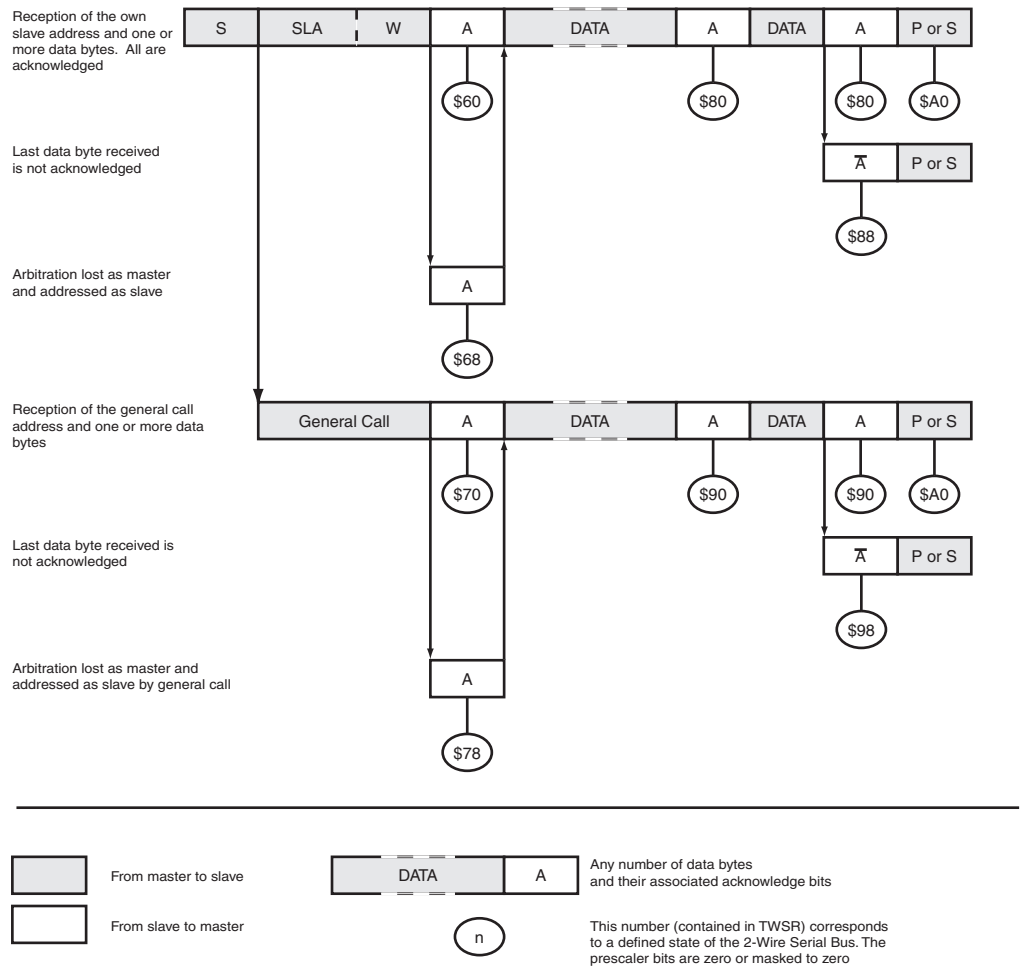 Reception of the own
slave address and one or
more data bytes.  All are
acknowledged
S SLA W A DATA A DATA A P or S
$60 $80 $80 $A0
Last data byte received
is not acknowledged
A̅ P or S
$88
Arbitration lost as master
and addressed as slave
A
$68
Reception of the general call
address and one or more data
bytes
General Call A DATA A DATA A P or S
$70 $90 $90 $A0
Last data byte received is
not acknowledged
A̅ P or S
$98
Arbitration lost as master and
addressed as slave by general call
A
$78
From master to slave
DATA A
Any number of data bytes
and their associated acknowledge bits
From slave to master
n
This number (contained in TWSR) corresponds
to a defined state of the 2-Wire Serial Bus. The
prescaler bits are zero or masked to zero